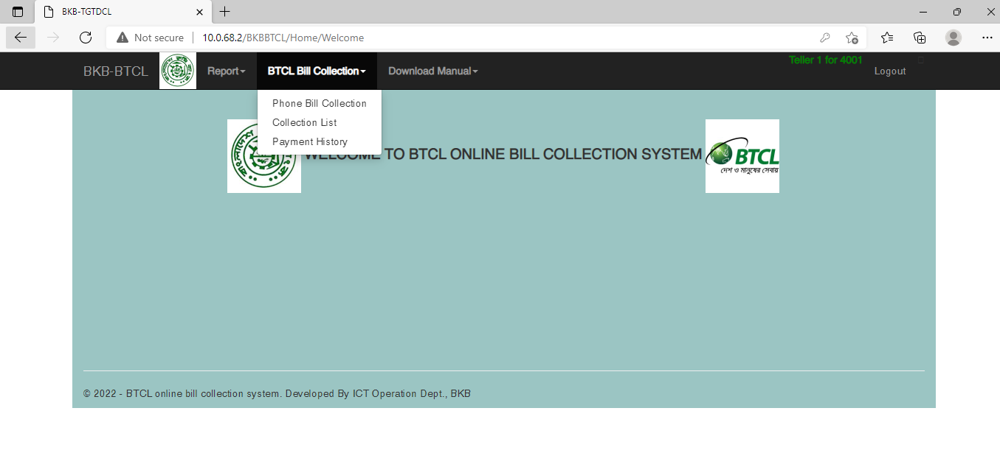 BKB-TGTDCL
Not secure
10.0.68.2/BKBBTCL/Home/Welcome
BKB-BTCL
Report
BTCL Bill Collection
Download Manual
Teller 1 for 4001
Logout
Phone Bill Collection
Collection List
Payment History
WELCOME TO BTCL ONLINE BILL COLLECTION SYSTEM
BTCL
দেশ ও মানুষের সেবায়
© 2022 - BTCL online bill collection system. Developed By ICT Operation Dept., BKB